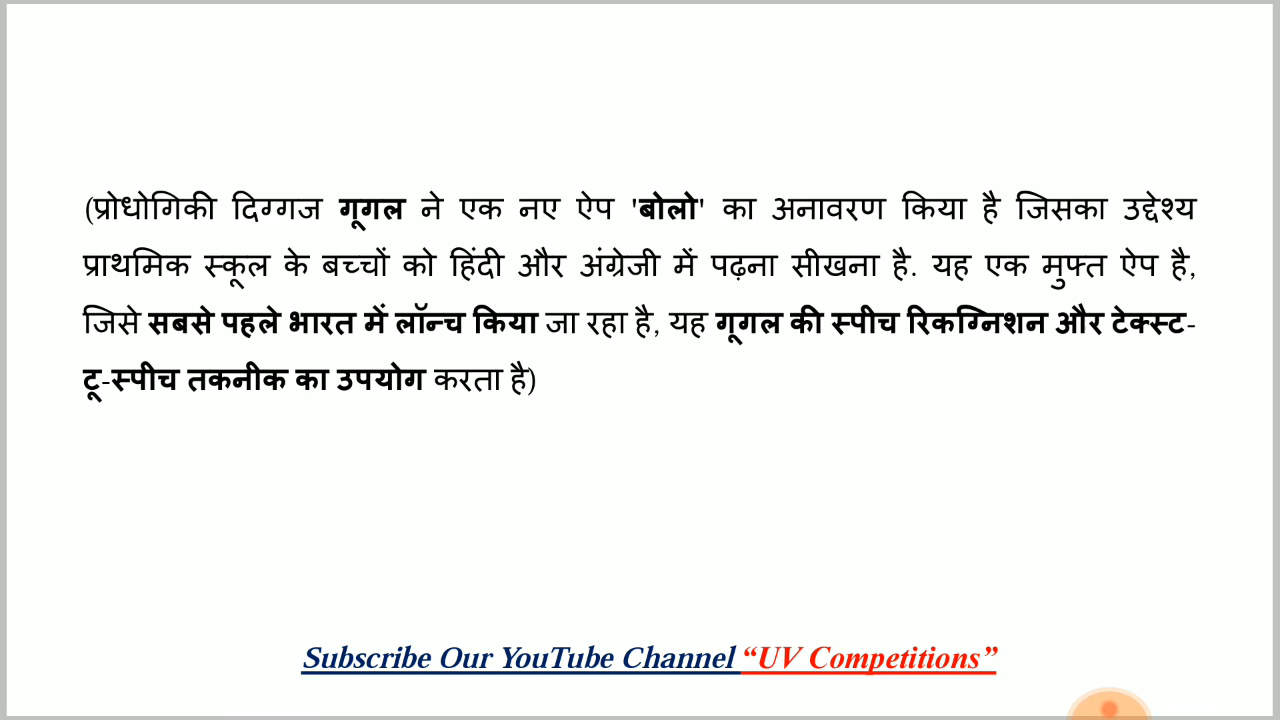 (प्रोधोगिकी दिग्गज गूगल ने एक नए ऐप 'बोलो' का अनावरण किया है जिसका उद्देश्य
प्राथमिक स्कूल के बच्चों को हिंदी और अंग्रेजी में पढ़ना सीखना है. यह एक मुफ्त ऐप है,
जिसे सबसे पहले भारत में लॉन्च किया जा रहा है, यह गूगल की स्पीच रिकग्निशन और टेक्स्ट-
टू-स्पीच तकनीक का उपयोग करता है)
Subscribe Our YouTube Channel “UV Competitions”